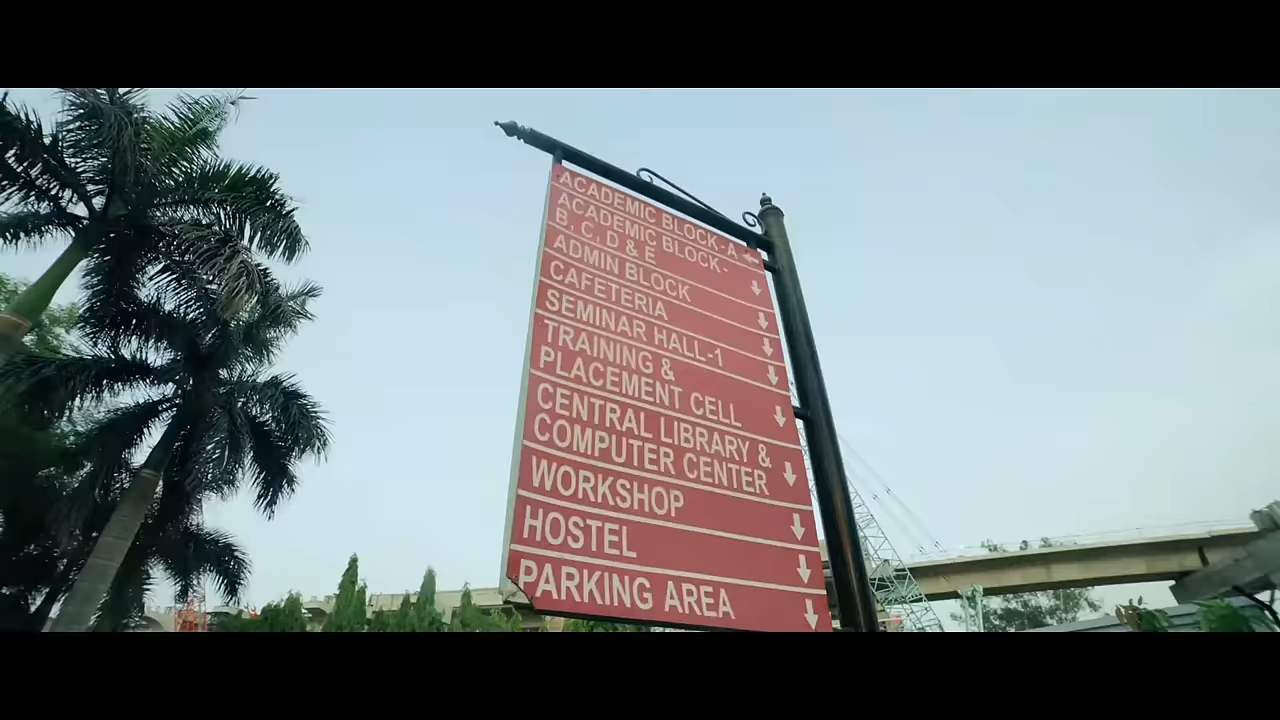 ACADEMIC BLOCK-A
ACADEMIC BLOCK-
B, C, D & E
ADMIN BLOCK
CAFETERIA
SEMINAR HALL-1
TRAINING &
PLACEMENT CELL
CENTRAL LIBRARY &
COMPUTER CENTER
WORKSHOP
HOSTEL
PARKING AREA